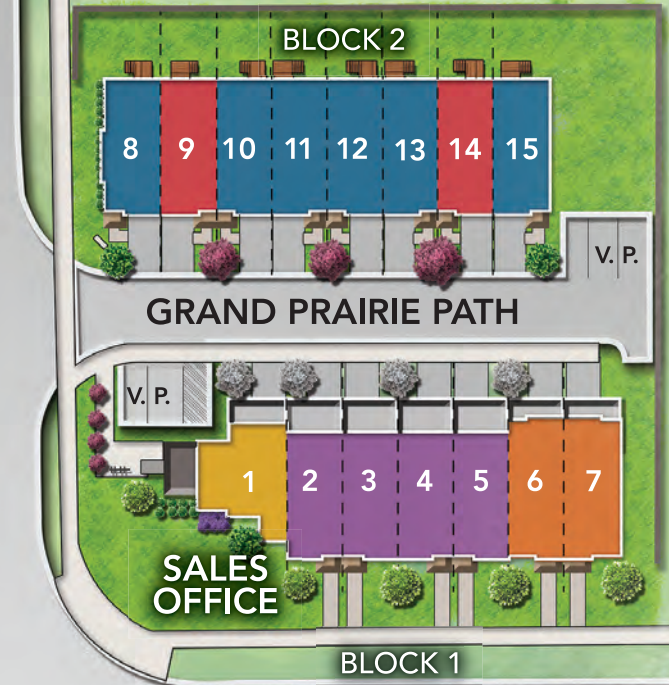 BLOCK 2
8 9 10 11 12 13 14 15
V. P.
GRAND PRAIRIE PATH
V. P.
1 2 3 4 5 6 7
SALES
OFFICE
BLOCK 1